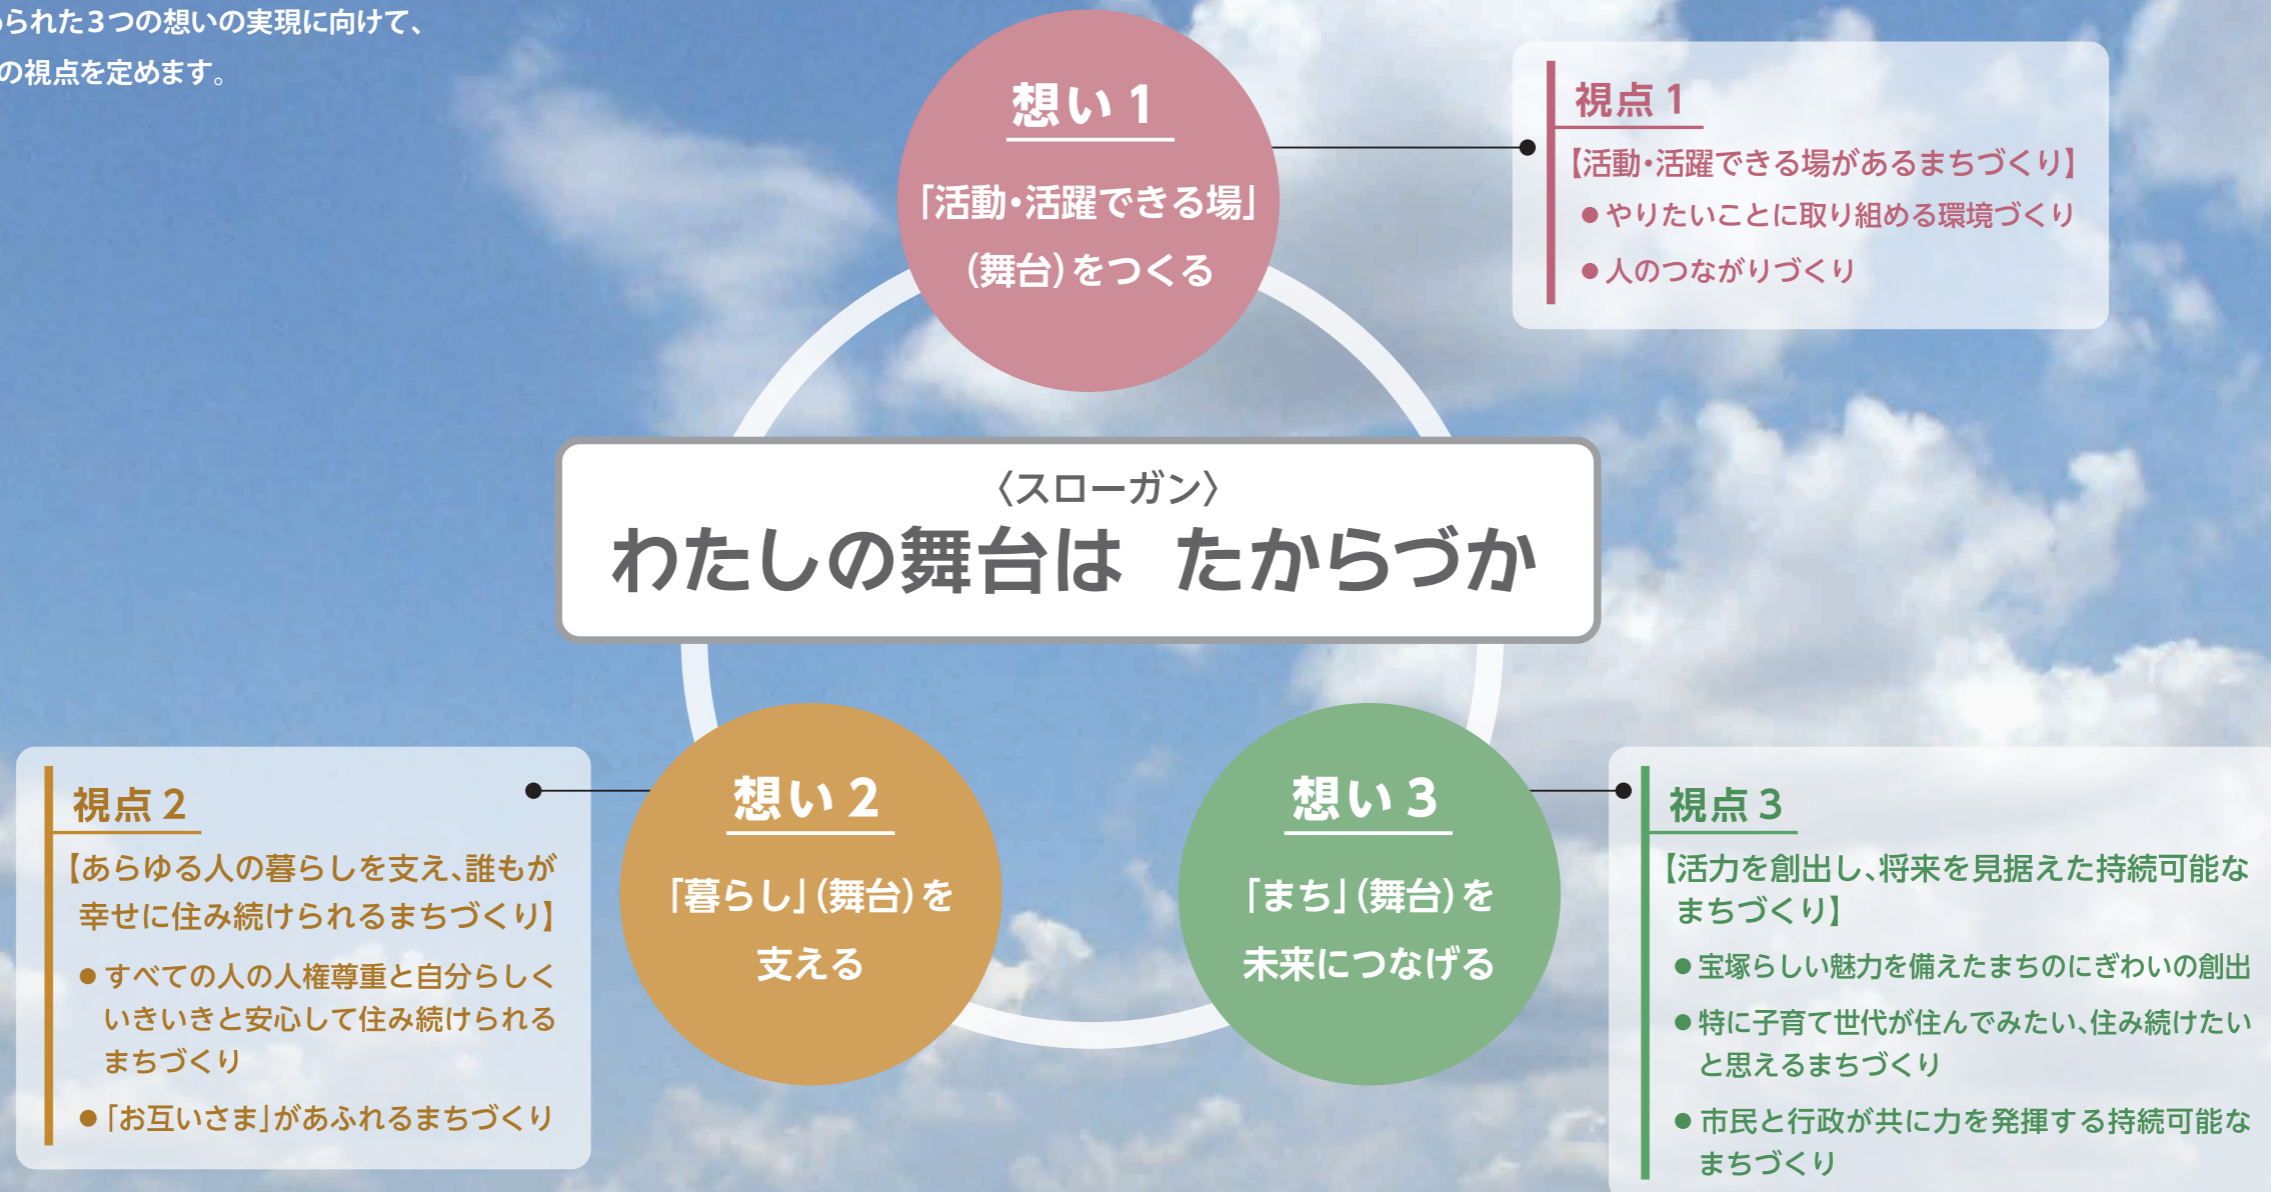 られた3つの想いの実現に向けて、
の視点を定めます。
想い1
「活動・活躍できる場」
(舞台)をつくる
視点1
【活動・活躍できる場があるまちづくり】
●やりたいことに取り組める環境づくり
●人のつながりづくり
〈スローガン〉
わたしの舞台は たからづか
想い2
「暮らし」(舞台)を
支える
視点2
【あらゆる人の暮らしを支え、誰もが
幸せに住み続けられるまちづくり】
●すべての人の人権尊重と自分らしく
いきいきと安心して住み続けられる
まちづくり
●「お互いさま」があふれるまちづくり
想い3
「まち」(舞台)を
未来につなげる
視点3
【活力を創出し、将来を見据えた持続可能な
まちづくり】
●宝塚らしい魅力を備えたまちのにぎわいの創出
●特に子育て世代が住んでみたい、住み続けたい
と思えるまちづくり
●市民と行政が共に力を発揮する持続可能な
まちづくり